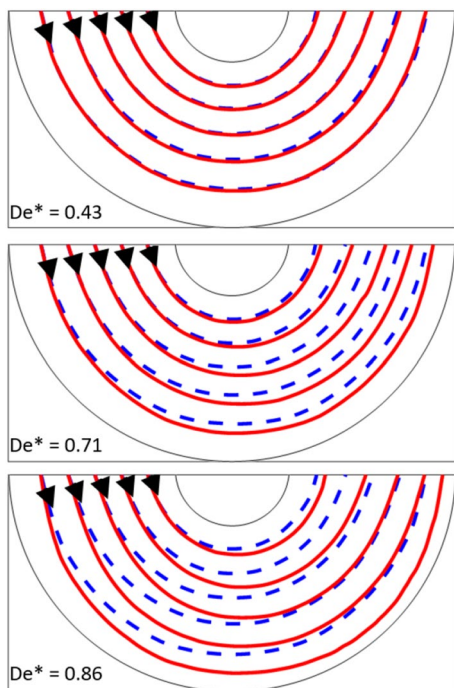 De* = 0.43
De* = 0.71
De* = 0.86